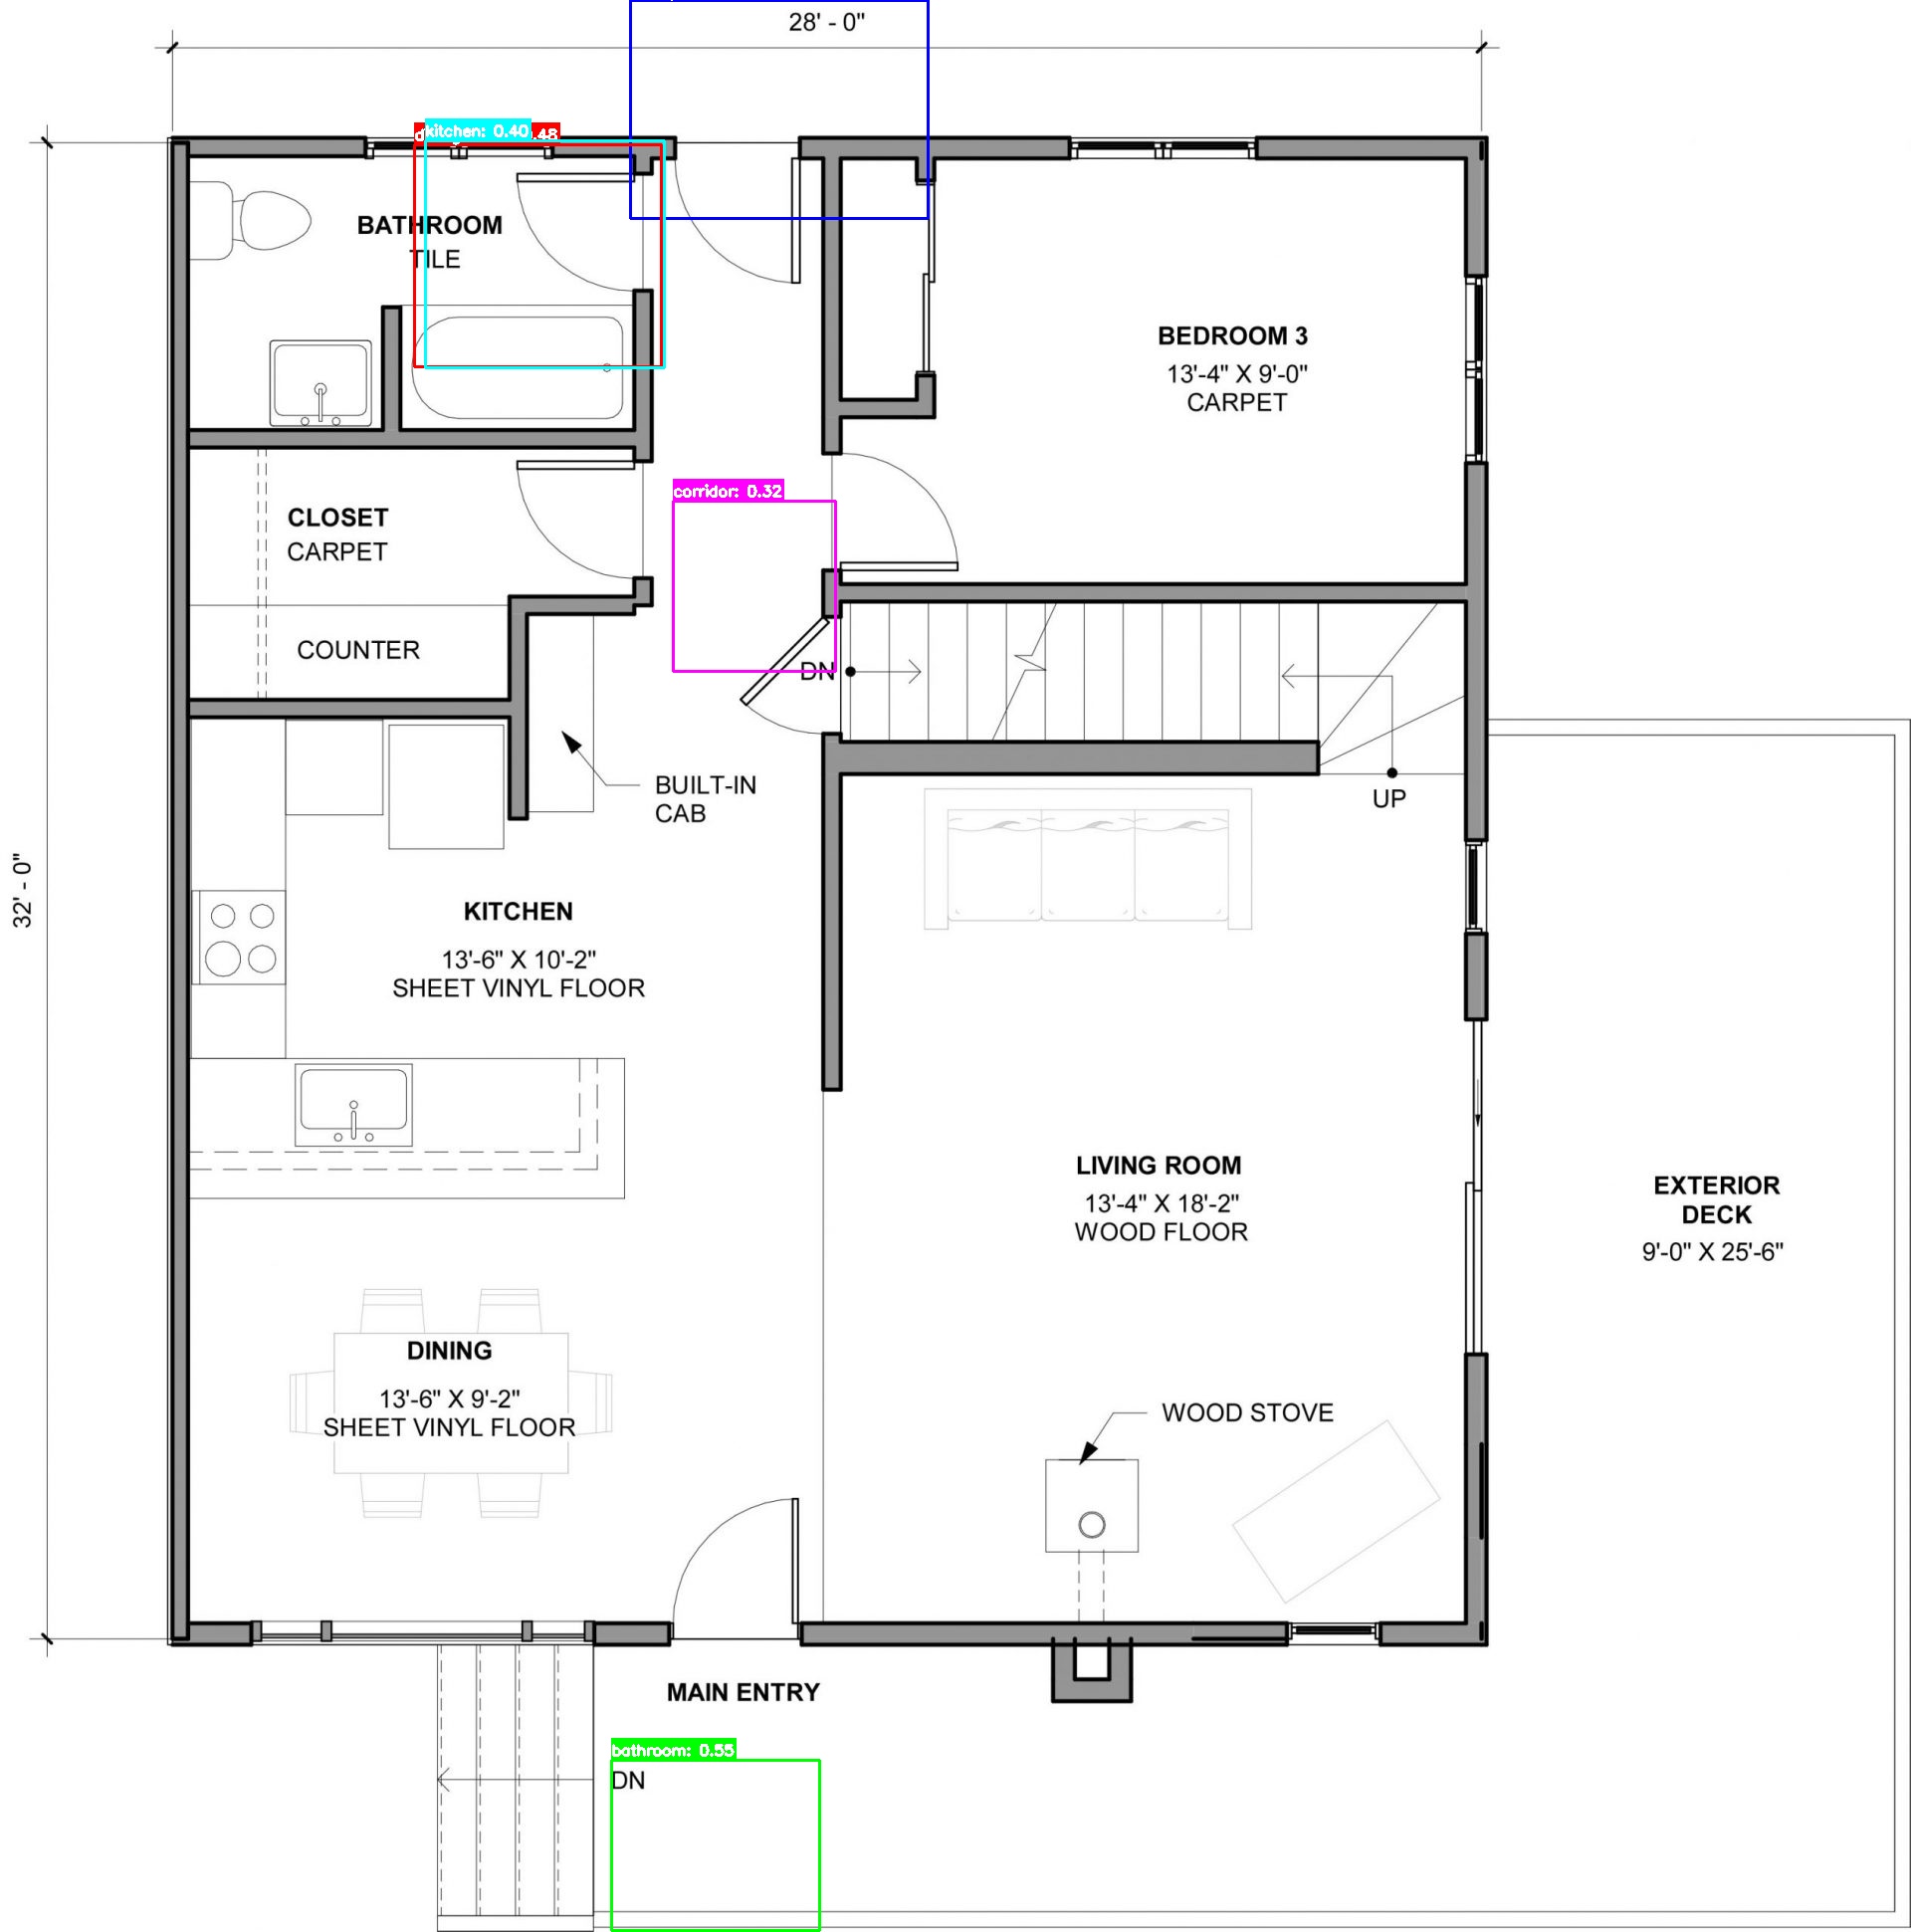 28' - 0"
kitchen: 0.40
.48
BATHROOM
TILE
BEDROOM 3
13'-4" X 9'-0"
CARPET
corridor: 0.32
CLOSET
CARPET
COUNTER
DN
BUILT-IN
CAB
UP
32' - 0"
KITCHEN
13'-6" X 10'-2"
SHEET VINYL FLOOR
LIVING ROOM
13'-4" X 18'-2"
WOOD FLOOR
EXTERIOR
DECK
9'-0" X 25'-6"
DINING
13'-6" X 9'-2"
SHEET VINYL FLOOR
WOOD STOVE
MAIN ENTRY
bathroom: 0.55
DN